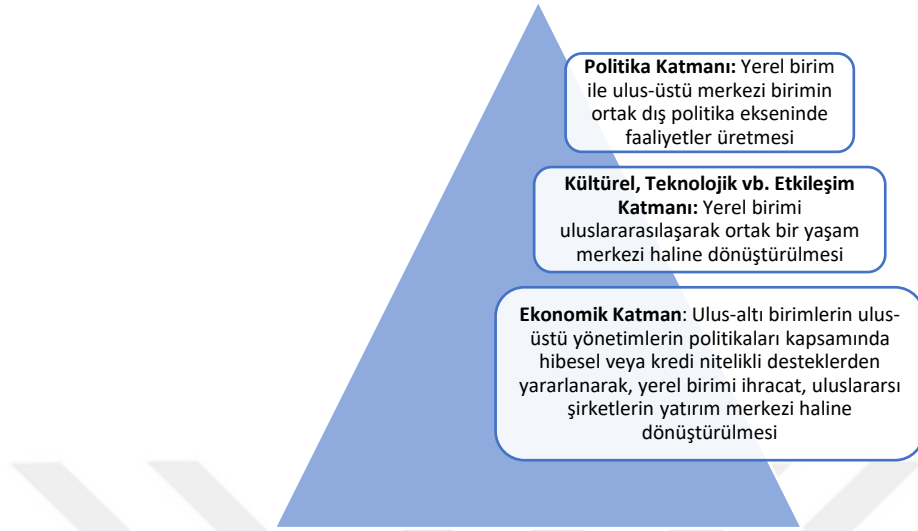 Politika Katmanı: Yerel birim
ile ulus-üstü merkezi birimin
ortak dış politika ekseninde
faaliyetler üretmesi
Kültürel, Teknolojik vb. Etkileşim
Katmanı: Yerel birimi
uluslararasılaşarak ortak bir yaşam
merkezi haline dönüştürülmesi
Ekonomik Katman: Ulus-altı birimlerin ulus-
üstü yönetimlerin politikaları kapsamında
hibesel veya kredi nitelikli desteklerden
yararlanarak, yerel birimi ihracat, uluslararsı
şirketlerin yatırım merkezi haline
dönüştürülmesi